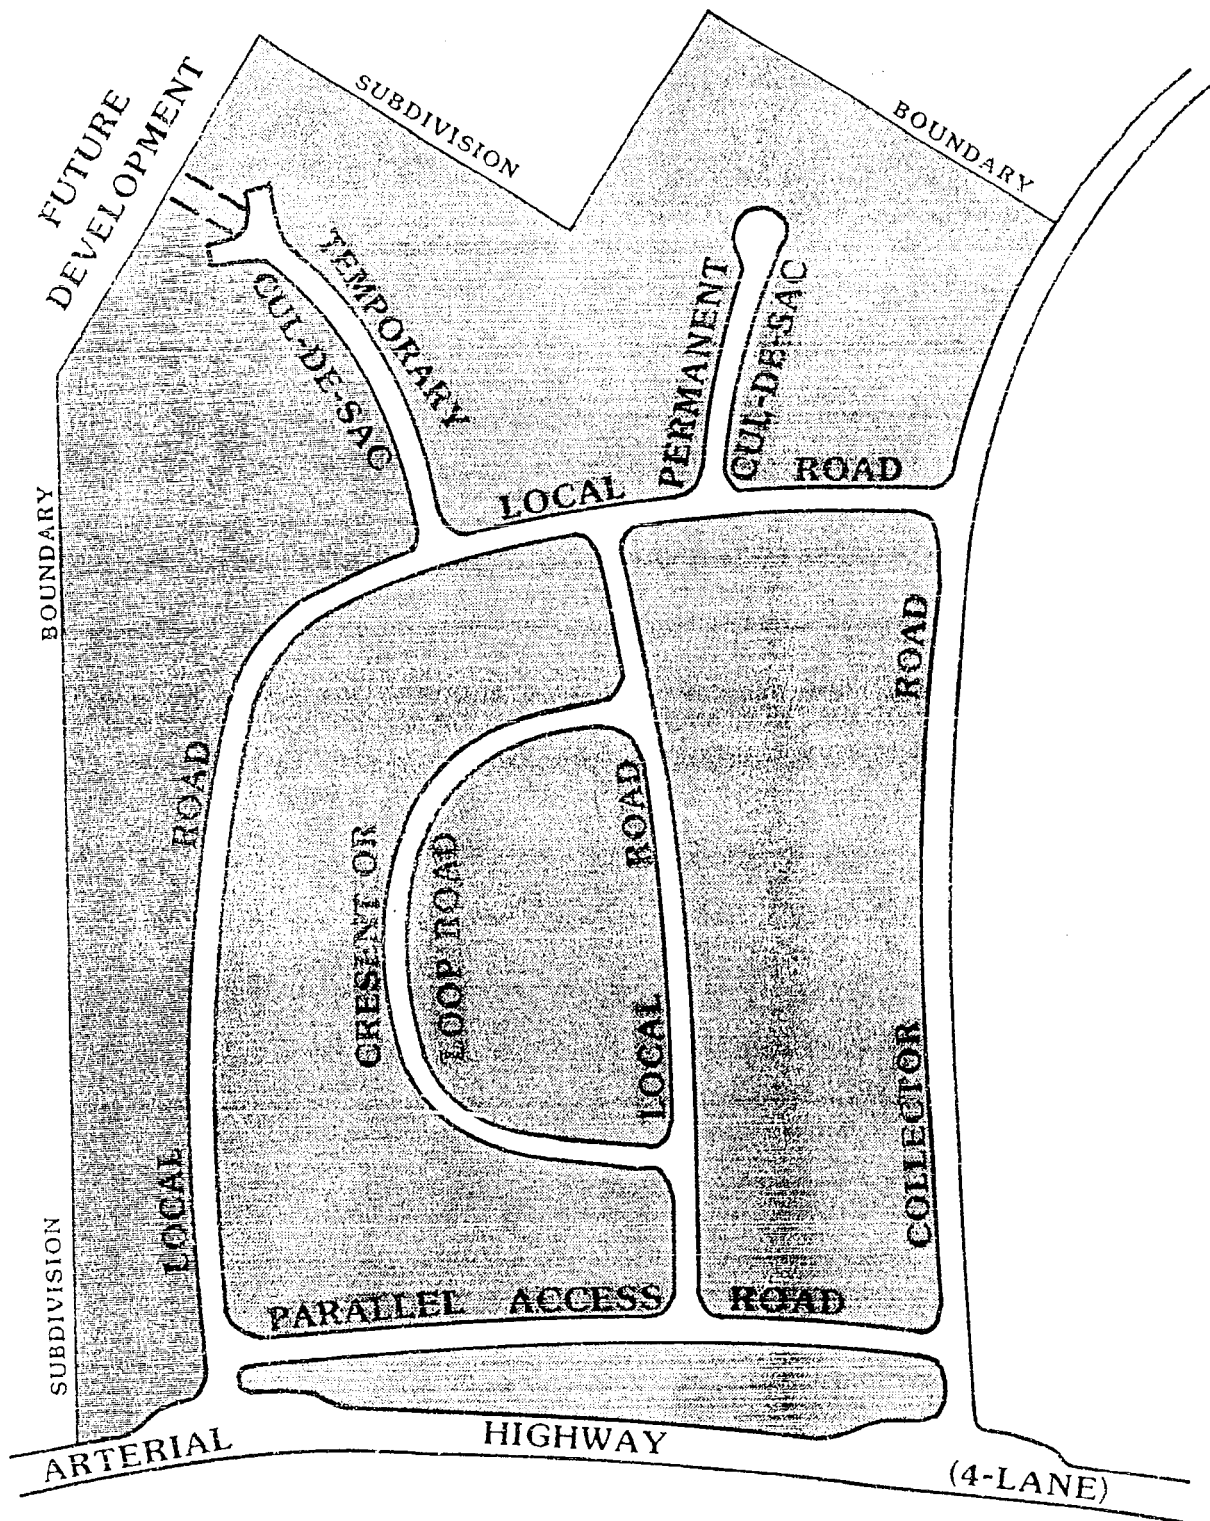 FUTURE
DEVELOPMENT
SUBDIVISION
BOUNDARY
TEMPORARY
CUL-DE-SAC
PERMANENT
CUL-DE-SAC
LOCAL
ROAD
BOUNDARY
SUBDIVISION
LOCAL
ROAD
CRESENT OR
LOOP ROAD
LOCAL
ROAD
COLLECTOR
ROAD
PARALLEL ACCESS ROAD
ARTERIAL HIGHWAY (4-LANE)